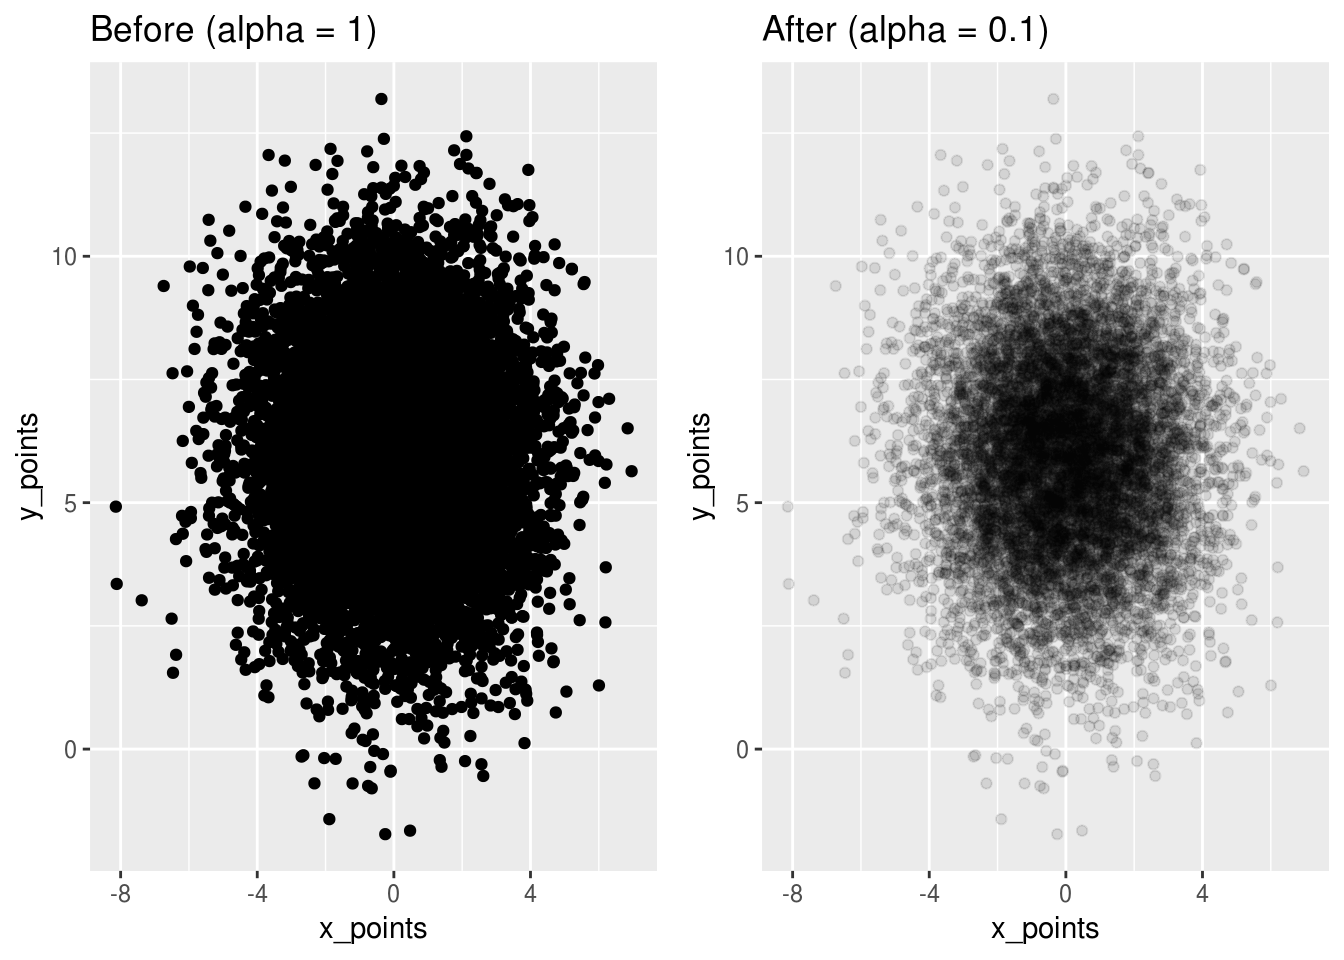 Before (alpha = 1)
y_points
10
5
0
-8 -4 0 4
x_points
After (alpha = 0.1)
y_points
10
5
0
-8 -4 0 4
x_points